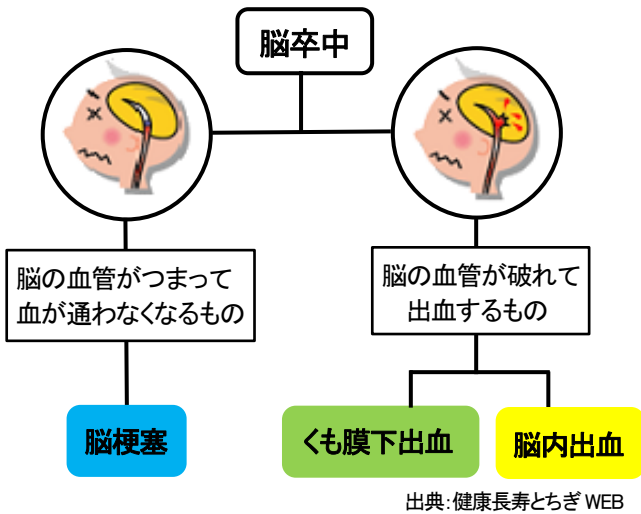 脳卒中
脳の血管がつまって
血が通わなくなるもの
脳の血管が破れて
出血するもの
脳梗塞
くも膜下出血
脳内出血
出典:健康長寿とちぎ WEB